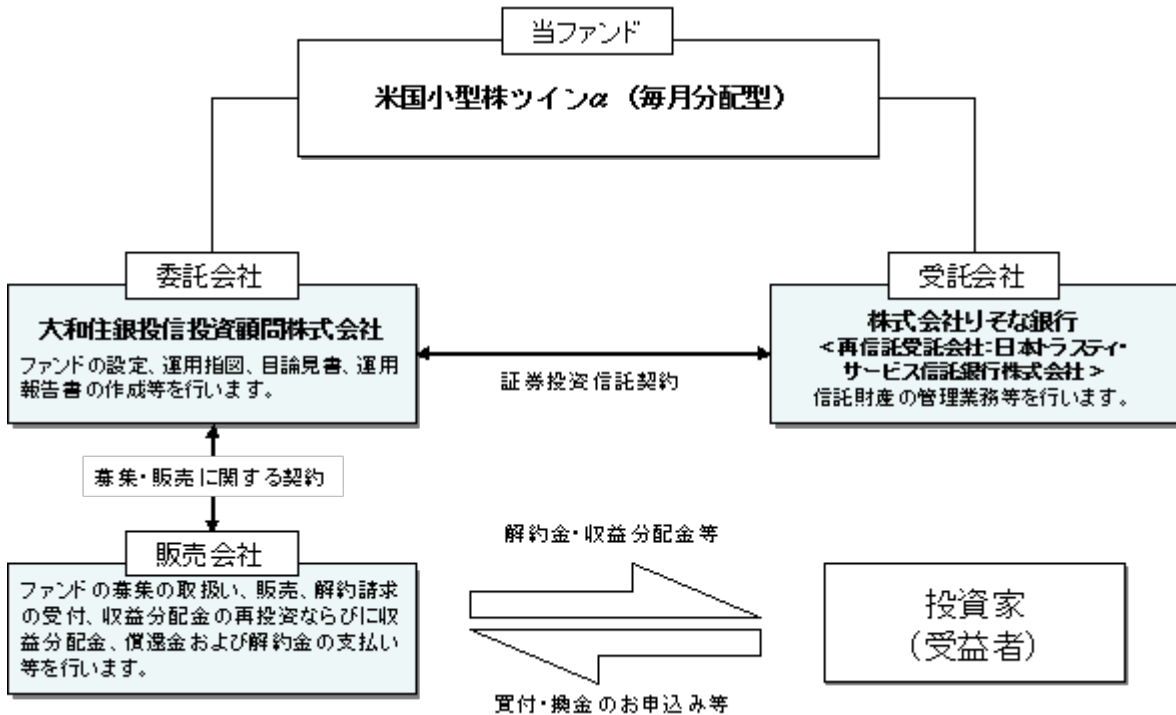 当ファンド
米国小型株ツインα（毎月分配型）
委託会社
大和住銀投信投資顧問株式会社
ファンドの設定、運用指図、目論見書、運用
報告書の作成等を行います。
証券投資信託契約
受託会社
株式会社りそな銀行
＜再信託受託会社：日本トラスティ・
サービス信託銀行株式会社＞
信託財産の管理業務等を行います。
募集・販売に関する契約
販売会社
ファンドの募集の取扱い、販売、解約請求
の受付、収益分配金の再投資ならびに収
益分配金、償還金および解約金の支払い
等を行います。
解約金・収益分配金等
買付・換金のお申込み等
投資家
（受益者）